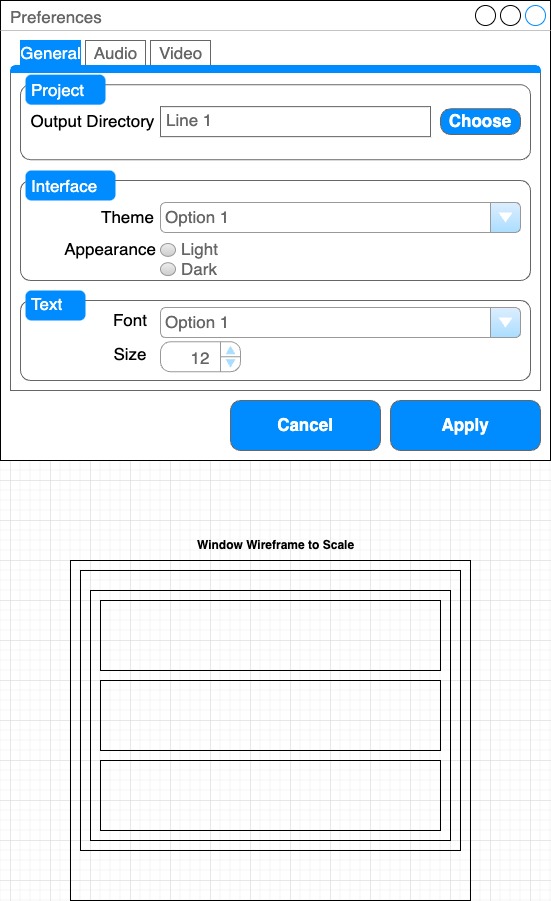 Preferences
General Audio Video
Project
Output Directory Line 1 Choose
Interface
Theme Option 1
Appearance Light
Dark
Text
Font Option 1
Size 12
Cancel Apply
Window Wireframe to Scale